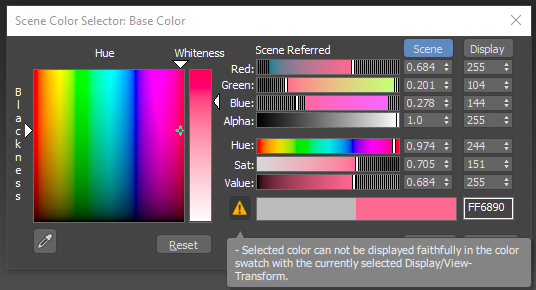 Scene Color Selector: Base Color
Hue Whiteness
Blackness
Scene Referred Scene Display
Red: 0.684 255
Green: 0.201 104
Blue: 0.278 144
Alpha: 1.0 255
Hue: 0.974 244
Sat: 0.705 151
Value: 0.684 255
FF6890
Reset
- Selected color can not be displayed faithfully in the color
swatch with the currently selected Display/View-
Transform.